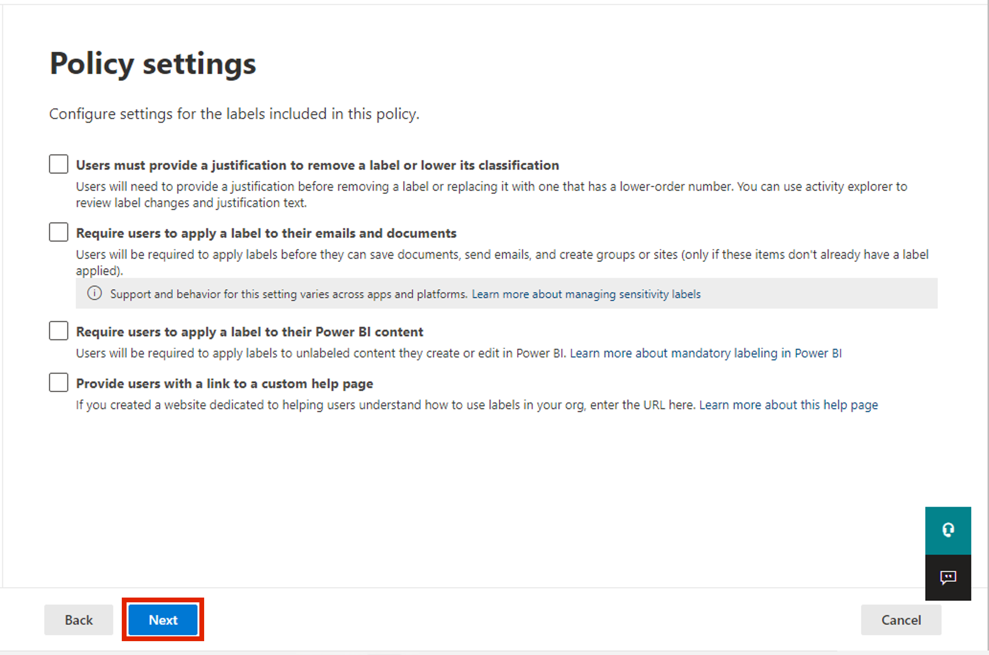 Policy settings
Configure settings for the labels included in this policy.
Users must provide a justification to remove a label or lower its classification
Users will need to provide a justification before removing a label or replacing it with one that has a lower-order number. You can use activity explorer to
review label changes and justification text.
Require users to apply a label to their emails and documents
Users will be required to apply labels before they can save documents, send emails, and create groups or sites (only if these items don't already have a label
applied).
Support and behavior for this setting varies across apps and platforms. Learn more about managing sensitivity labels
Require users to apply a label to their Power BI content
Users will be required to apply labels to unlabeled content they create or edit in Power BI. Learn more about mandatory labeling in Power BI
Provide users with a link to a custom help page
If you created a website dedicated to helping users understand how to use labels in your org, enter the URL here. Learn more about this help page
Back
Next
Cancel